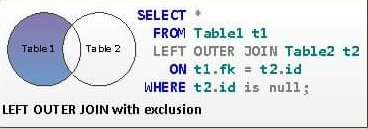 Table 1
Table 2
SELECT *
FROM Table1 t1
LEFT OUTER JOIN Table2 t2
ON t1.fk = t2.id
WHERE t2.id is null;
LEFT OUTER JOIN with exclusion